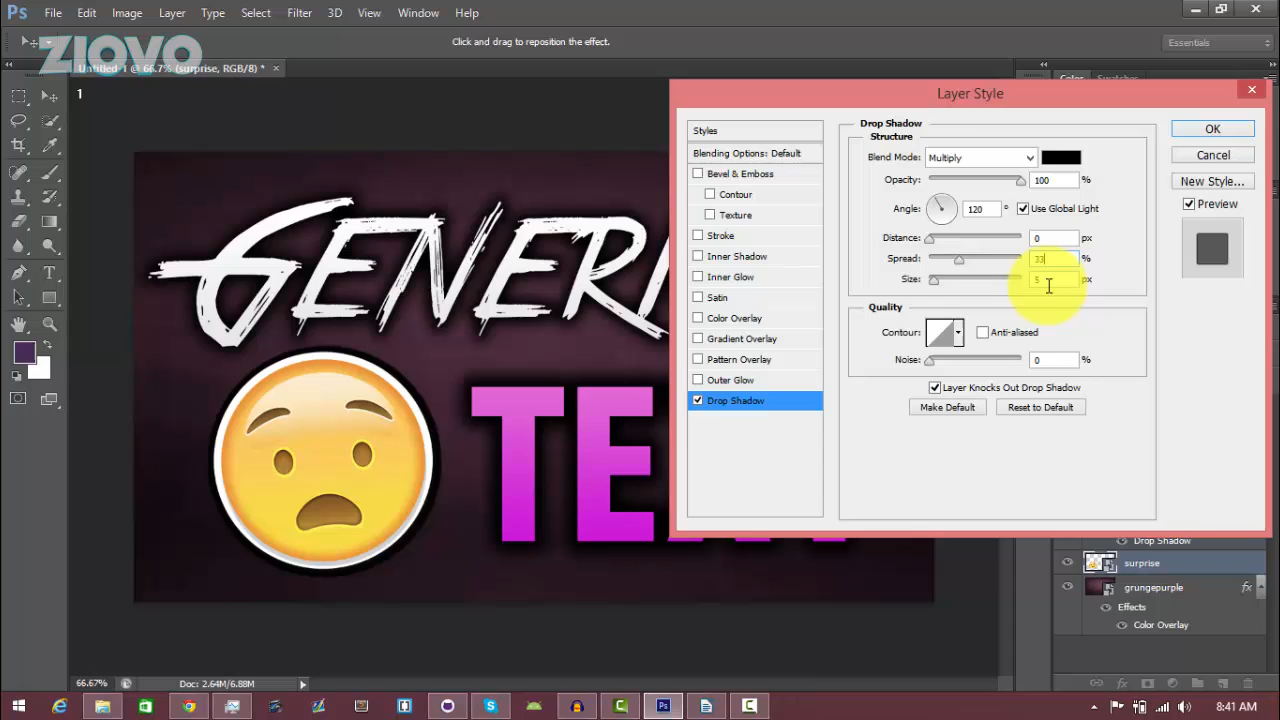 Ps File Edit Image Layer Type Select Filter 3D View Window Help
Click and drag to reposition the effect.
Essentials
ZIOVO
Untitled-1 @ 66.7% (surprise, RGB/8) *
Color Swatches
1
Layer Style
Styles
Blending Options: Default
Bevel & Emboss
Contour
Texture
Stroke
Inner Shadow
Inner Glow
Satin
Color Overlay
Gradient Overlay
Pattern Overlay
Outer Glow
Drop Shadow
Drop Shadow
Structure
Blend Mode: Multiply
Opacity: 100 %
Angle: 120 ° Use Global Light
Distance: 0 px
Spread: 33 %
Size: 5 px
Quality
Contour: Anti-aliased
Noise: 0 %
Layer Knocks Out Drop Shadow
Make Default Reset to Default
OK
Cancel
New Style...
Preview
GENERI
Drop Shadow
surprise
grungepurple fx
Effects
Color Overlay
66.67% Doc: 2.64M/6.88M
8:41 AM